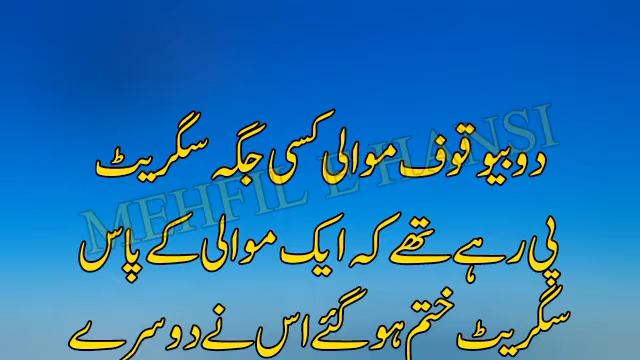 دو بیوقوف موالی کسی جگہ سگریٹ
پی رہے تھے کہ ایک موالی کے پاس
سگریٹ ختم ہو گئے اس نے دوسرے
MEHFIL E HANSI